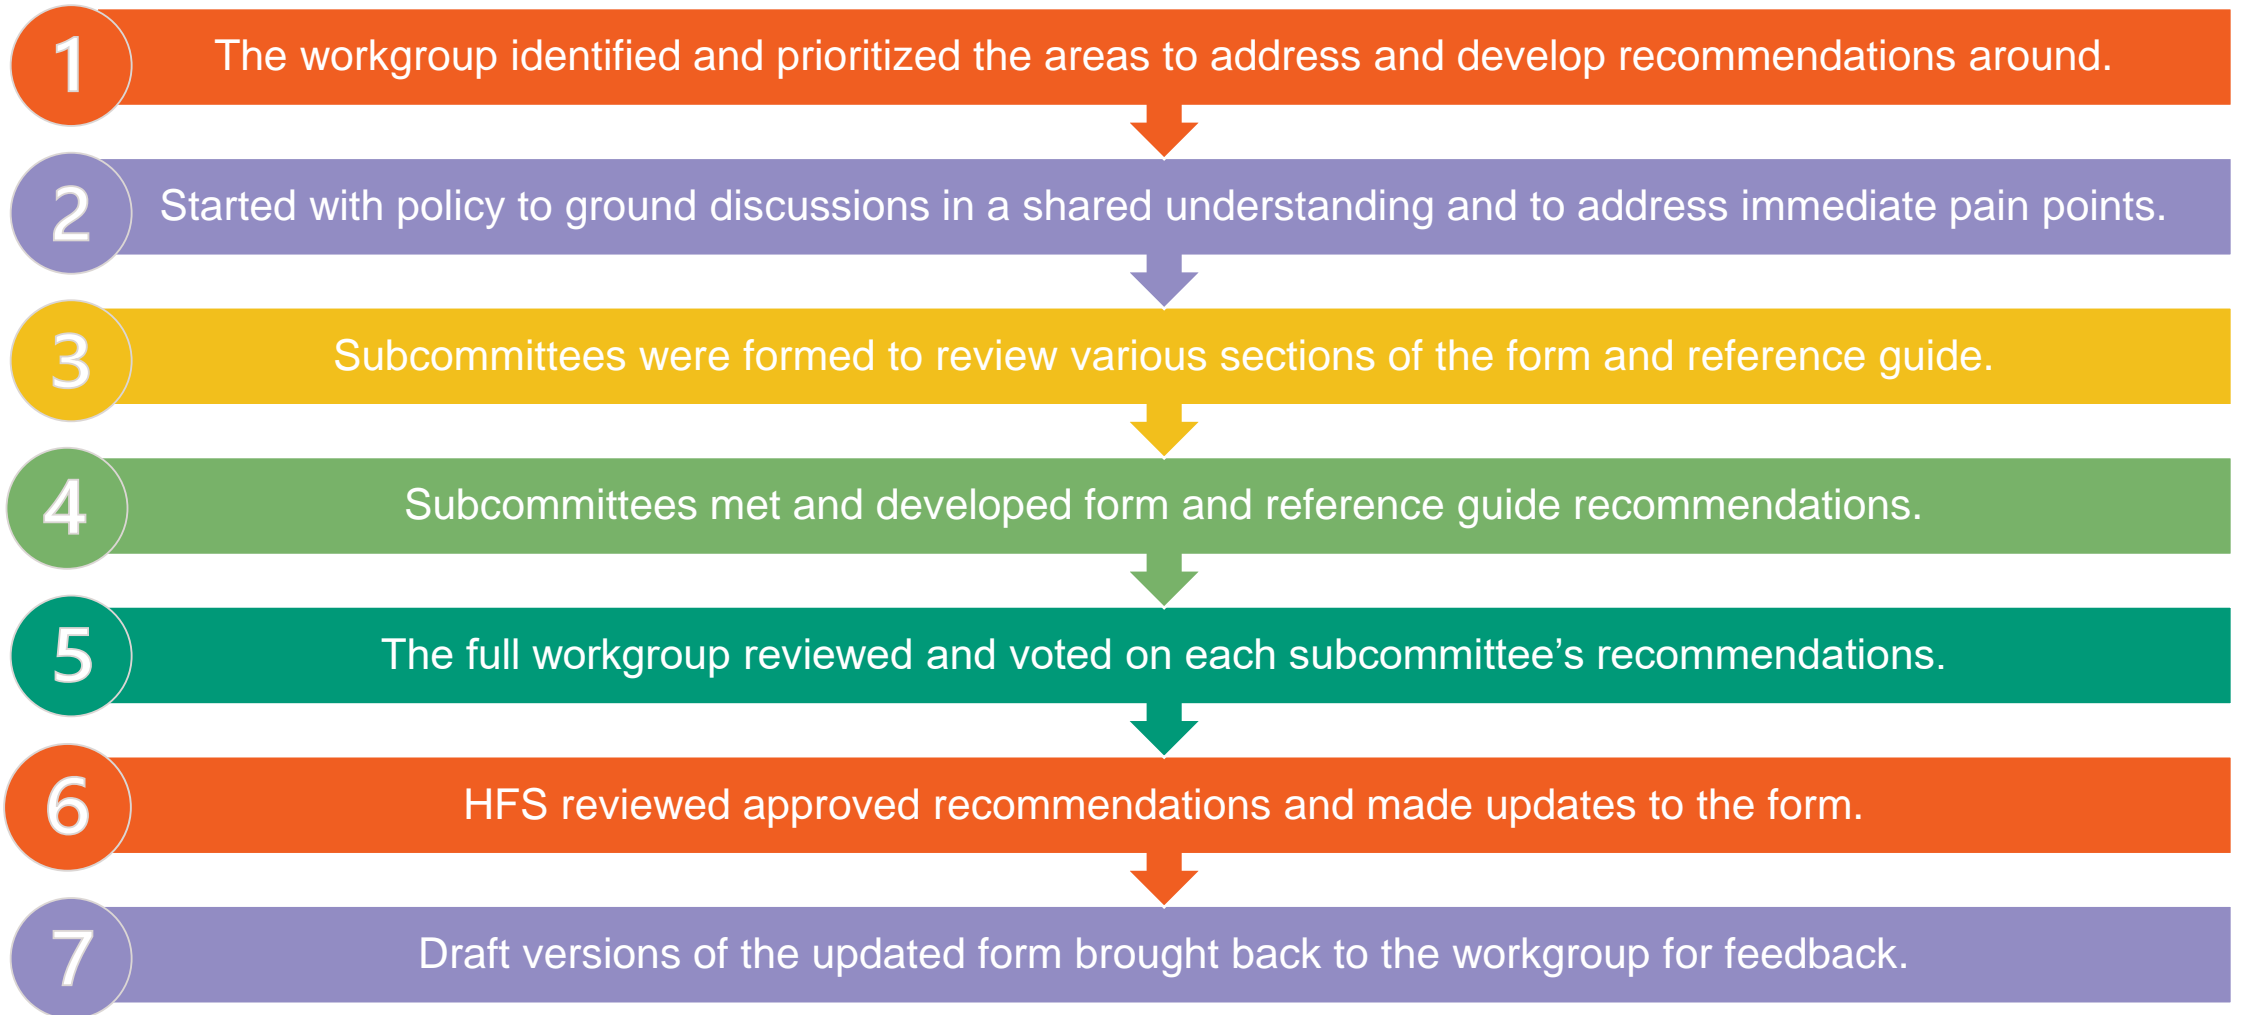 1
The workgroup identified and prioritized the areas to address and develop recommendations around.
2
Started with policy to ground discussions in a shared understanding and to address immediate pain points.
3
Subcommittees were formed to review various sections of the form and reference guide.
4
Subcommittees met and developed form and reference guide recommendations.
5
The full workgroup reviewed and voted on each subcommittee’s recommendations.
6
HFS reviewed approved recommendations and made updates to the form.
7
Draft versions of the updated form brought back to the workgroup for feedback.